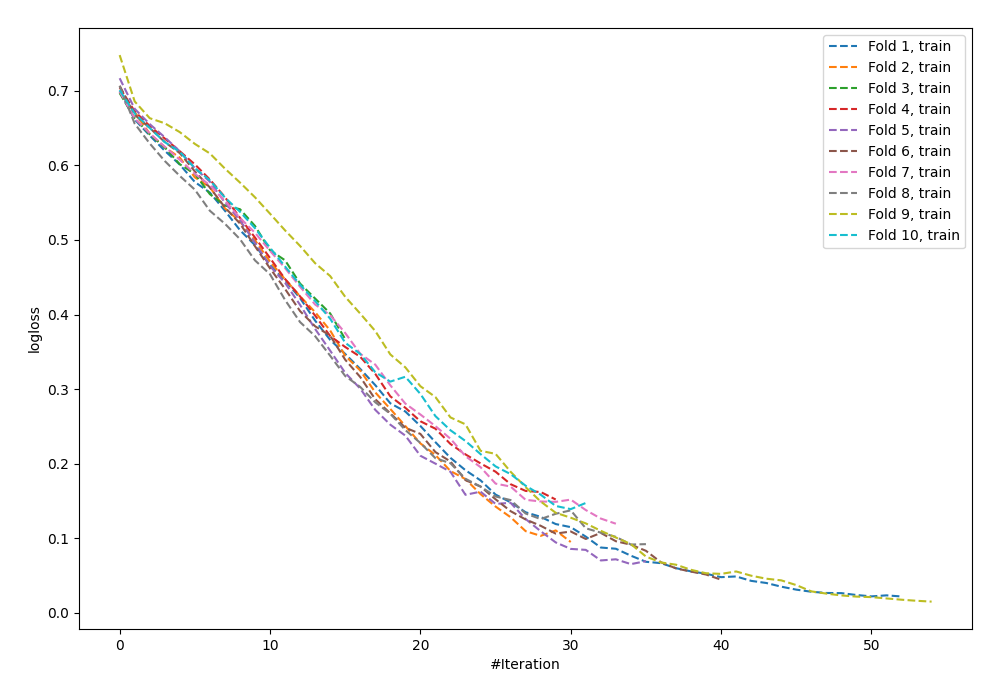 Fold 1, train
Fold 2, train
Fold 3, train
Fold 4, train
Fold 5, train
Fold 6, train
Fold 7, train
Fold 8, train
Fold 9, train
Fold 10, train
0.7
0.6
0.5
0.4
0.3
0.2
0.1
0.0
logloss
0 10 20 30 40 50
#Iteration